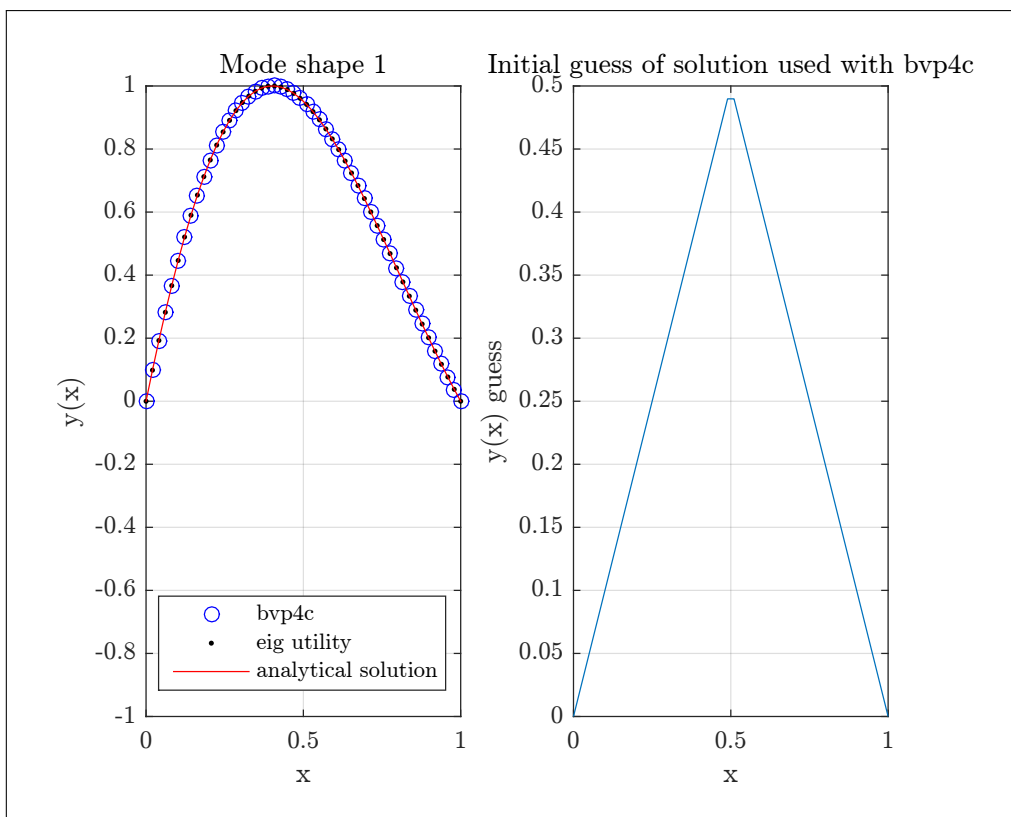 Mode shape 1
1
0.8
0.6
0.4
0.2
0
-0.2
-0.4
-0.6
-0.8
-1
y(x)
bvp4c
eig utility
analytical solution
0 0.5 1
x
Initial guess of solution used with bvp4c
0.5
0.45
0.4
0.35
0.3
0.25
0.2
0.15
0.1
0.05
0
y(x) guess
0 0.5 1
x